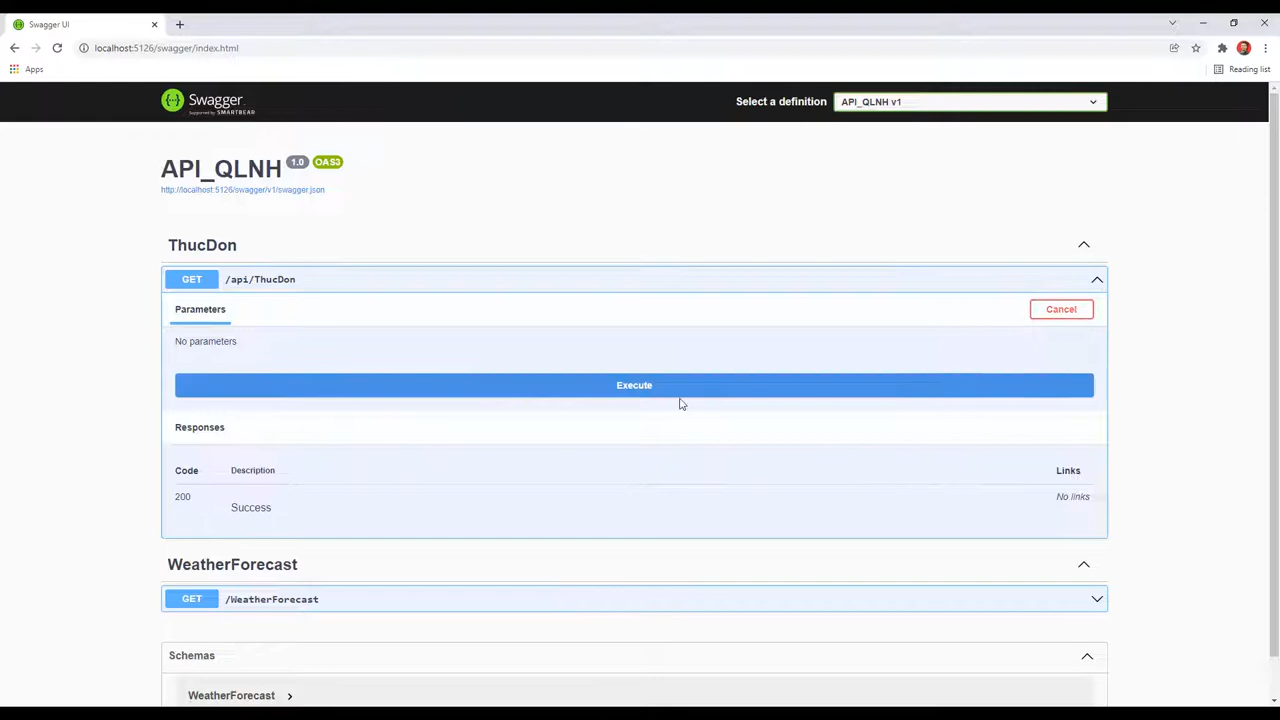 Swagger UI
localhost:5126/swagger/index.html
Apps
Reading list
Swagger
Supported by SMARTBEAR
Select a definition
API_QLNH v1
API_QLNH 1.0 OAS3
http://localhost:5126/swagger/v1/swagger.json
ThucDon
GET /api/ThucDon
Parameters
Cancel
No parameters
Execute
Responses
Code Description Links
200 Success No links
WeatherForecast
GET /WeatherForecast
Schemas
WeatherForecast